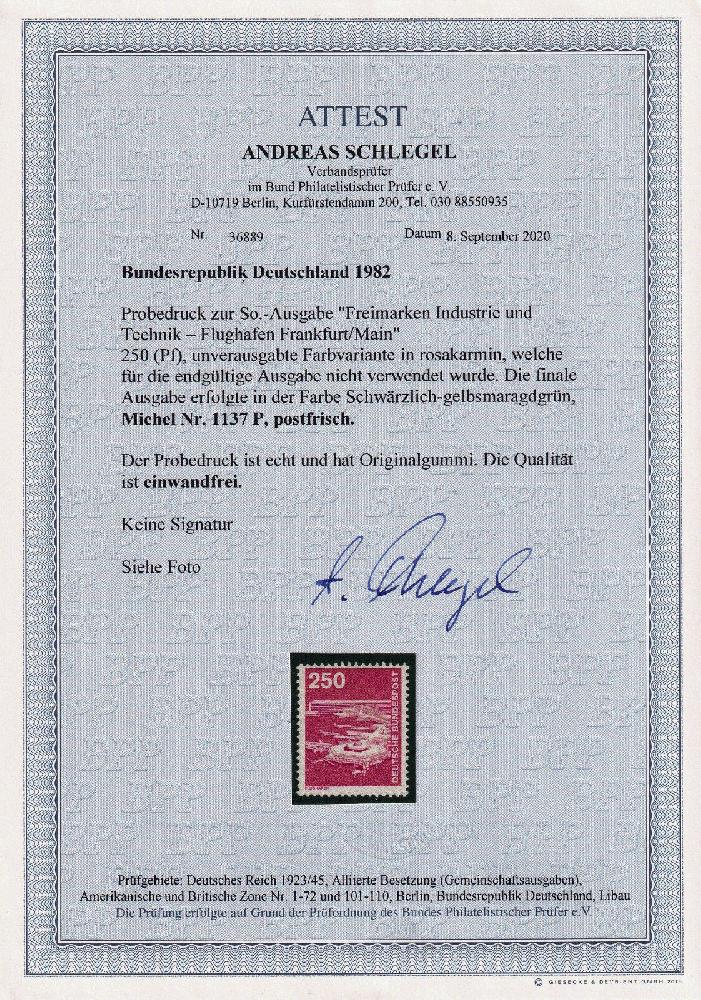 ATTEST
ANDREAS SCHLEGEL
Verbandsprüfer
im Bund Philatelistischer Prüfer e. V.
D-10719 Berlin, Kurfürstendamm 200, Tel. 030 88550935
Nr. 36889 Datum 8. September 2020
Bundesrepublik Deutschland 1982
Probedruck zur So.-Ausgabe "Freimarken Industrie und
Technik – Flughafen Frankfurt/Main"
250 (Pf), unverausgabte Farbvariante in rosakarmin, welche
für die endgültige Ausgabe nicht verwendet wurde. Die finale
Ausgabe erfolgte in der Farbe Schwärzlich-gelbsmaragdgrün,
Michel Nr. 1137 P, postfrisch.
Der Probedruck ist echt und hat Originalgummi. Die Qualität
ist einwandfrei.
Keine Signatur
Siehe Foto
A. Schlegel
250
DEUTSCHE BUNDESPOST
Prüfgebiete: Deutsches Reich 1923/45, Alliierte Besetzung (Gemeinschaftsausgaben),
Amerikanische und Britische Zone Nr. 1-72 und 101-110, Berlin, Bundesrepublik Deutschland, Libau
Die Prüfung erfolgte auf Grund der Prüfordnung des Bundes Philatelistischer Prüfer e.V.
© GIESECKE & DEVRIENT GMBH